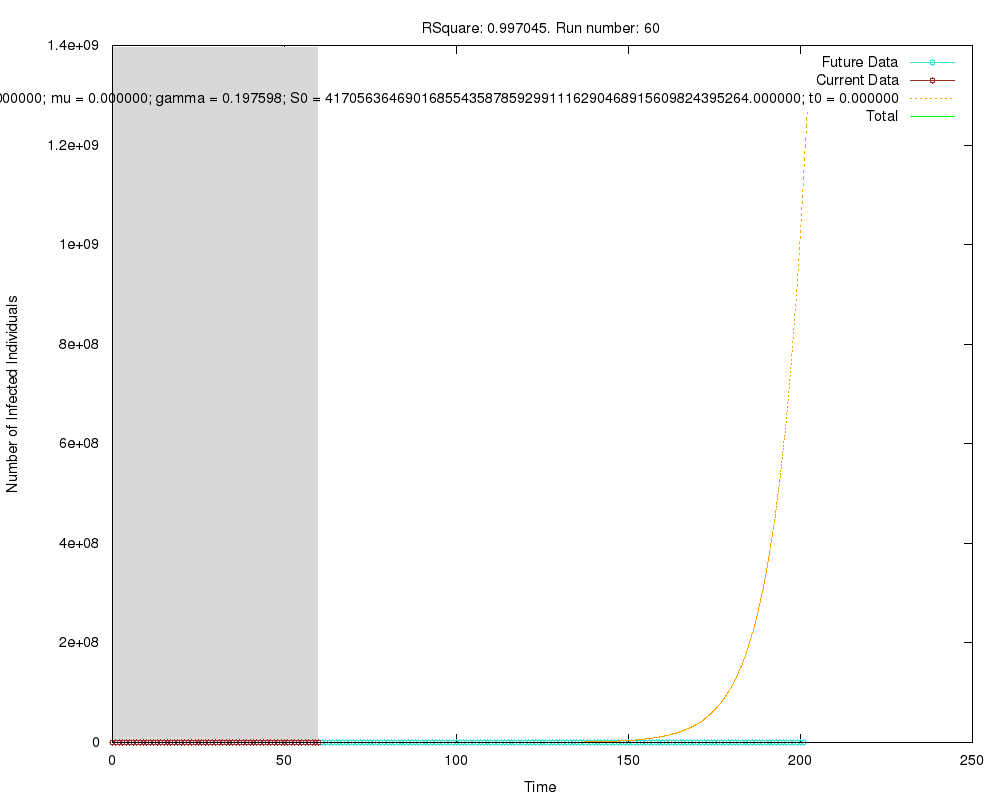 RSquare: 0.997045. Run number: 60
1.4e+09
Future Data
Current Data
000000; mu = 0.000000; gamma = 0.197598; S0 = 41705636469016855435878592991116290468915609824395264.000000; t0 = 0.000000
Total
1.2e+09
1e+09
8e+08
6e+08
4e+08
2e+08
0
Number of Infected Individuals
0 50 100 150 200 250
Time